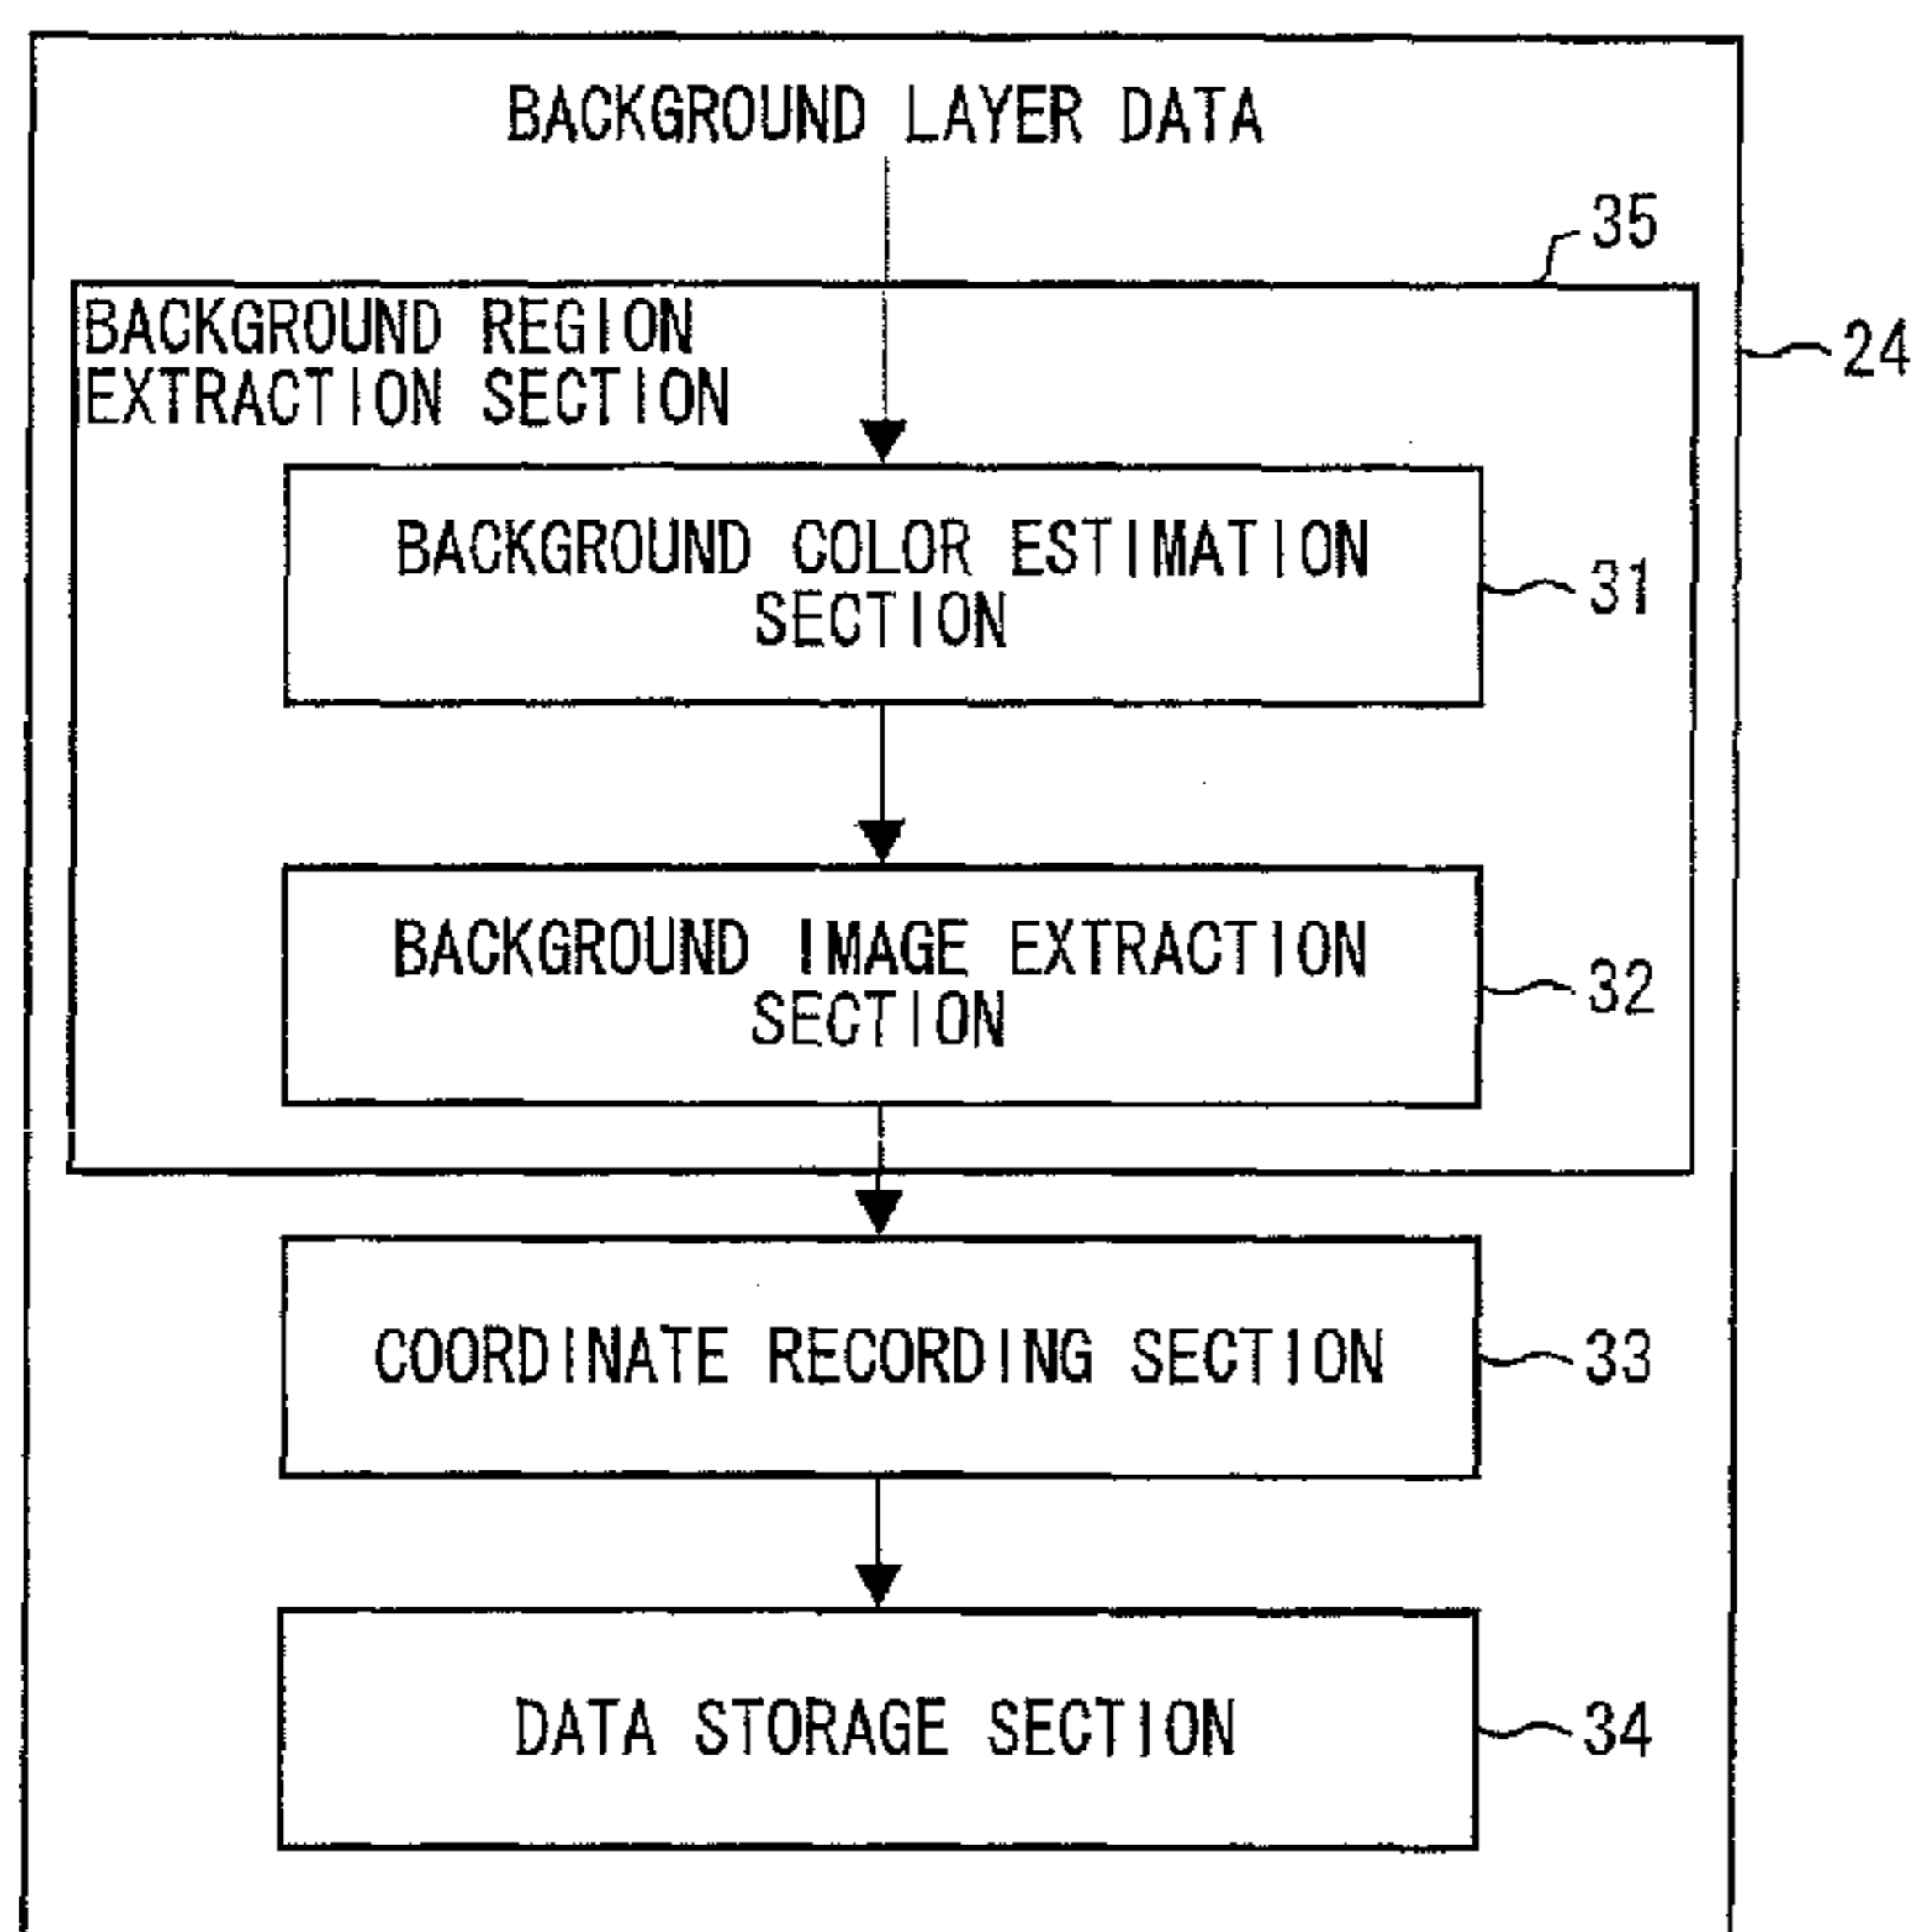 BACKGROUND LAYER DATA
35
BACKGROUND REGION
EXTRACTION SECTION
24
BACKGROUND COLOR ESTIMATION
SECTION
31
BACKGROUND IMAGE EXTRACTION
SECTION
32
COORDINATE RECORDING SECTION
33
DATA STORAGE SECTION
34